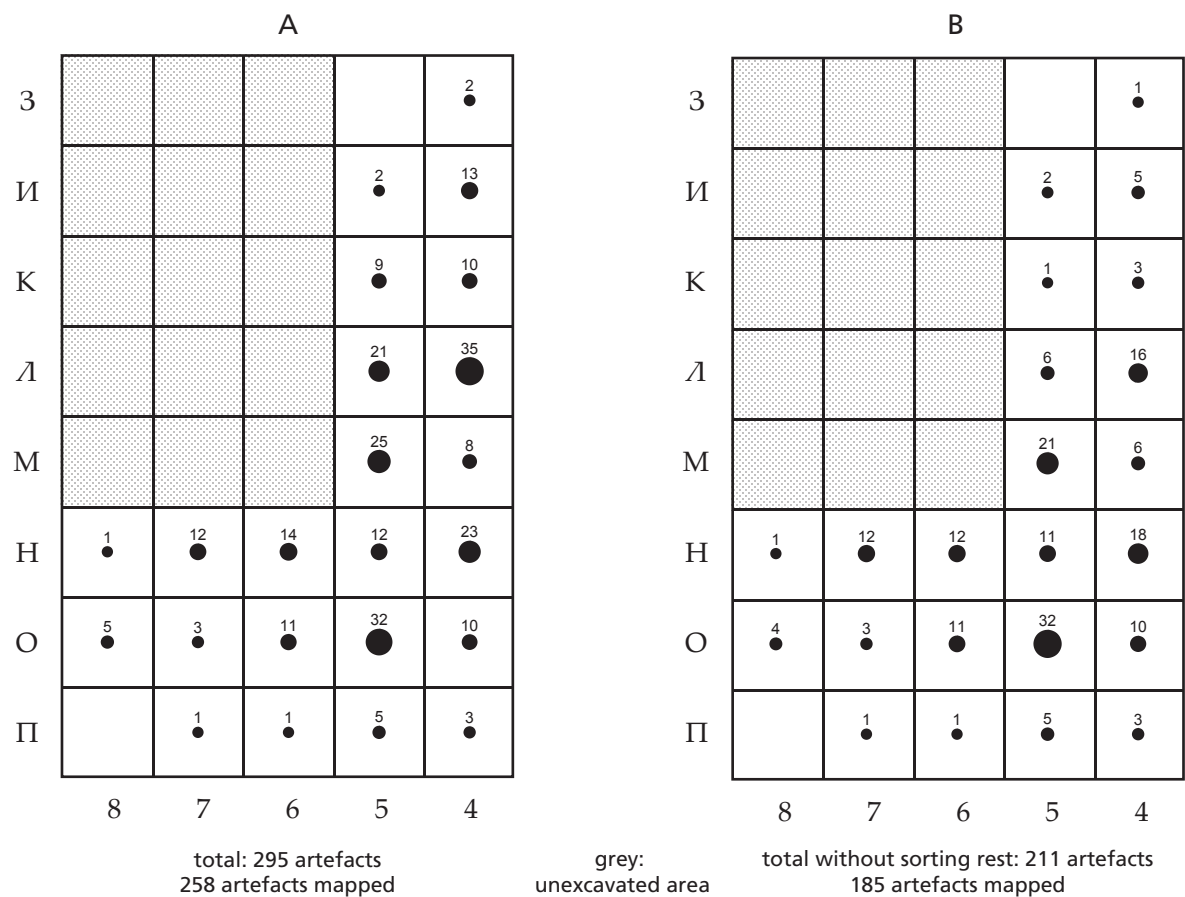 A
B
З 2
И 2 13
К 9 10
Л 21 35
М 25 8
Н 1 12 14 12 23
О 5 3 11 32 10
П 1 1 5 3
8 7 6 5 4
total: 295 artefacts
258 artefacts mapped
grey:
unexcavated area
З 1
И 2 5
К 1 3
Л 6 16
М 21 6
Н 1 12 12 11 18
О 4 3 11 32 10
П 1 1 5 3
8 7 6 5 4
total without sorting rest: 211 artefacts
185 artefacts mapped